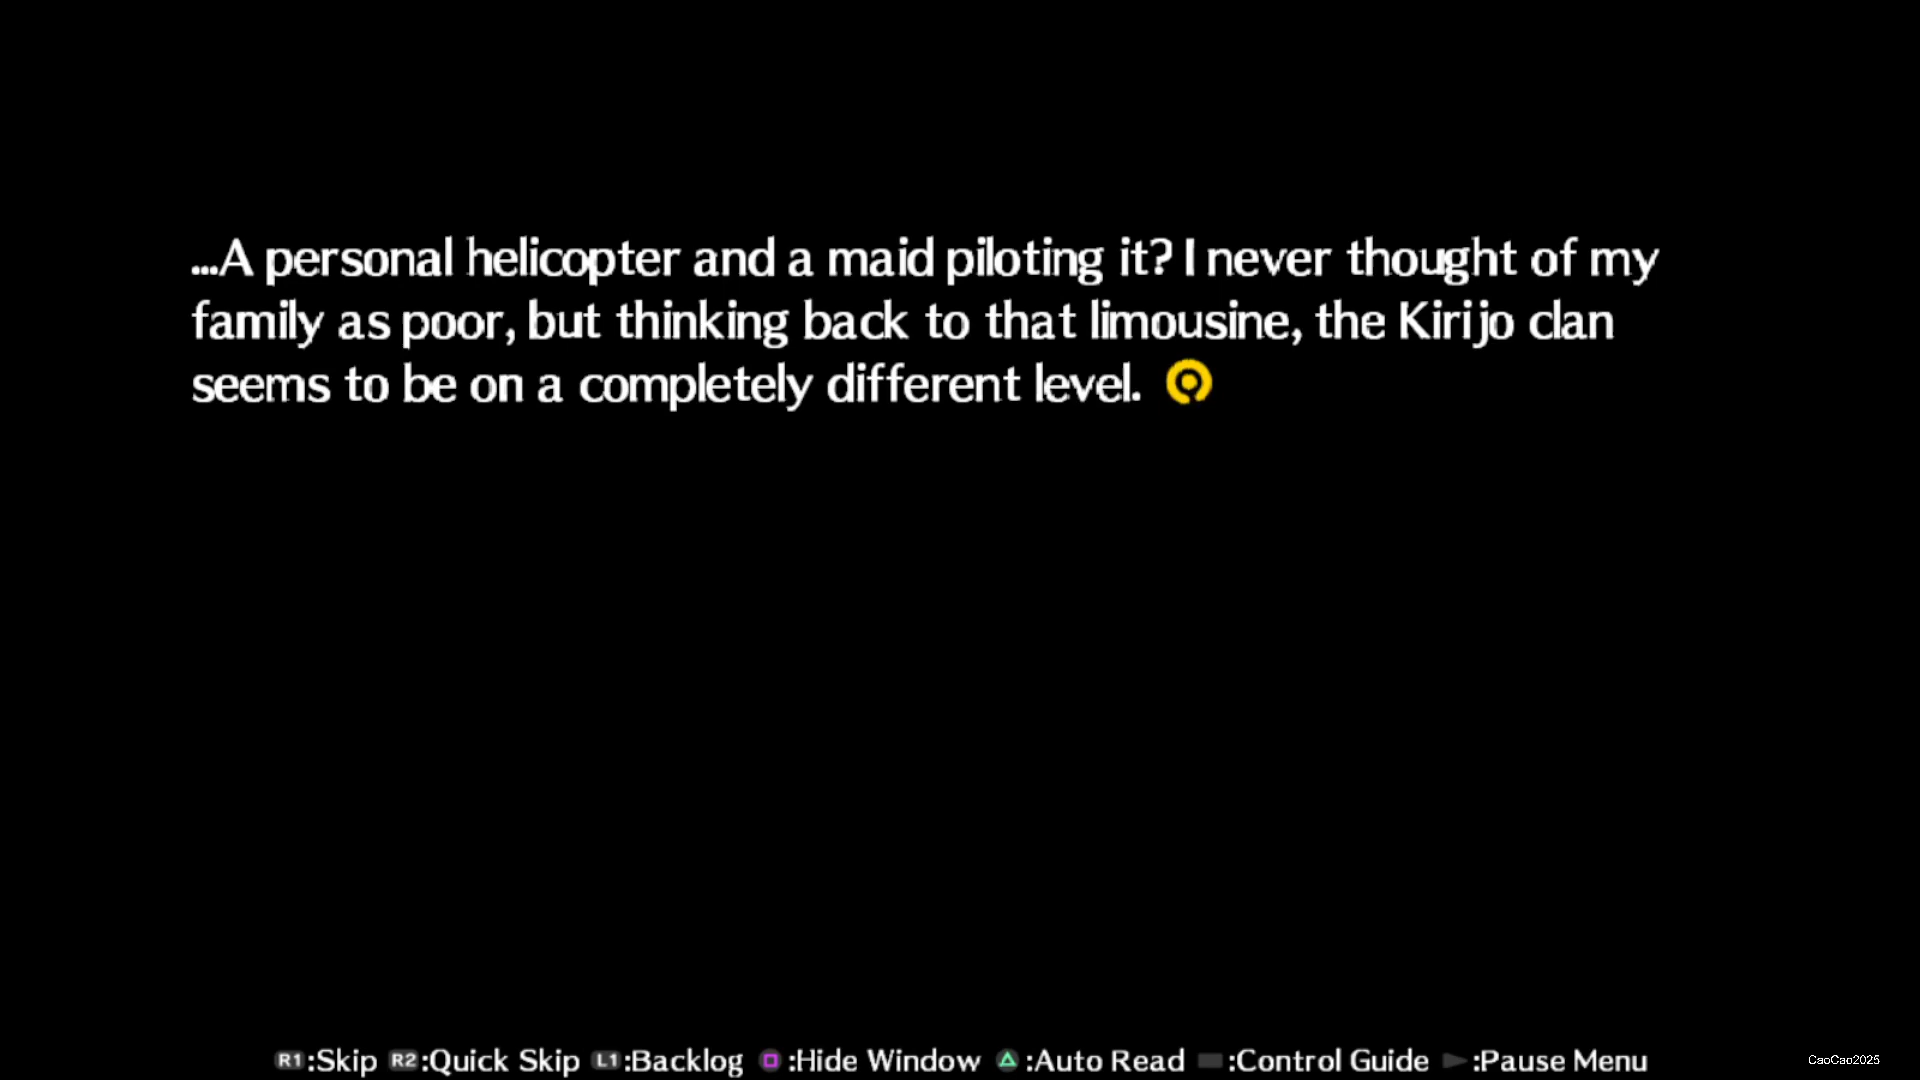 ...A personal helicopter and a maid piloting it? I never thought of my
family as poor, but thinking back to that limousine, the Kirijo clan
seems to be on a completely different level.
R1:Skip R2:Quick Skip L1:Backlog :Hide Window :Auto Read :Control Guide :Pause Menu
CaoCao2025